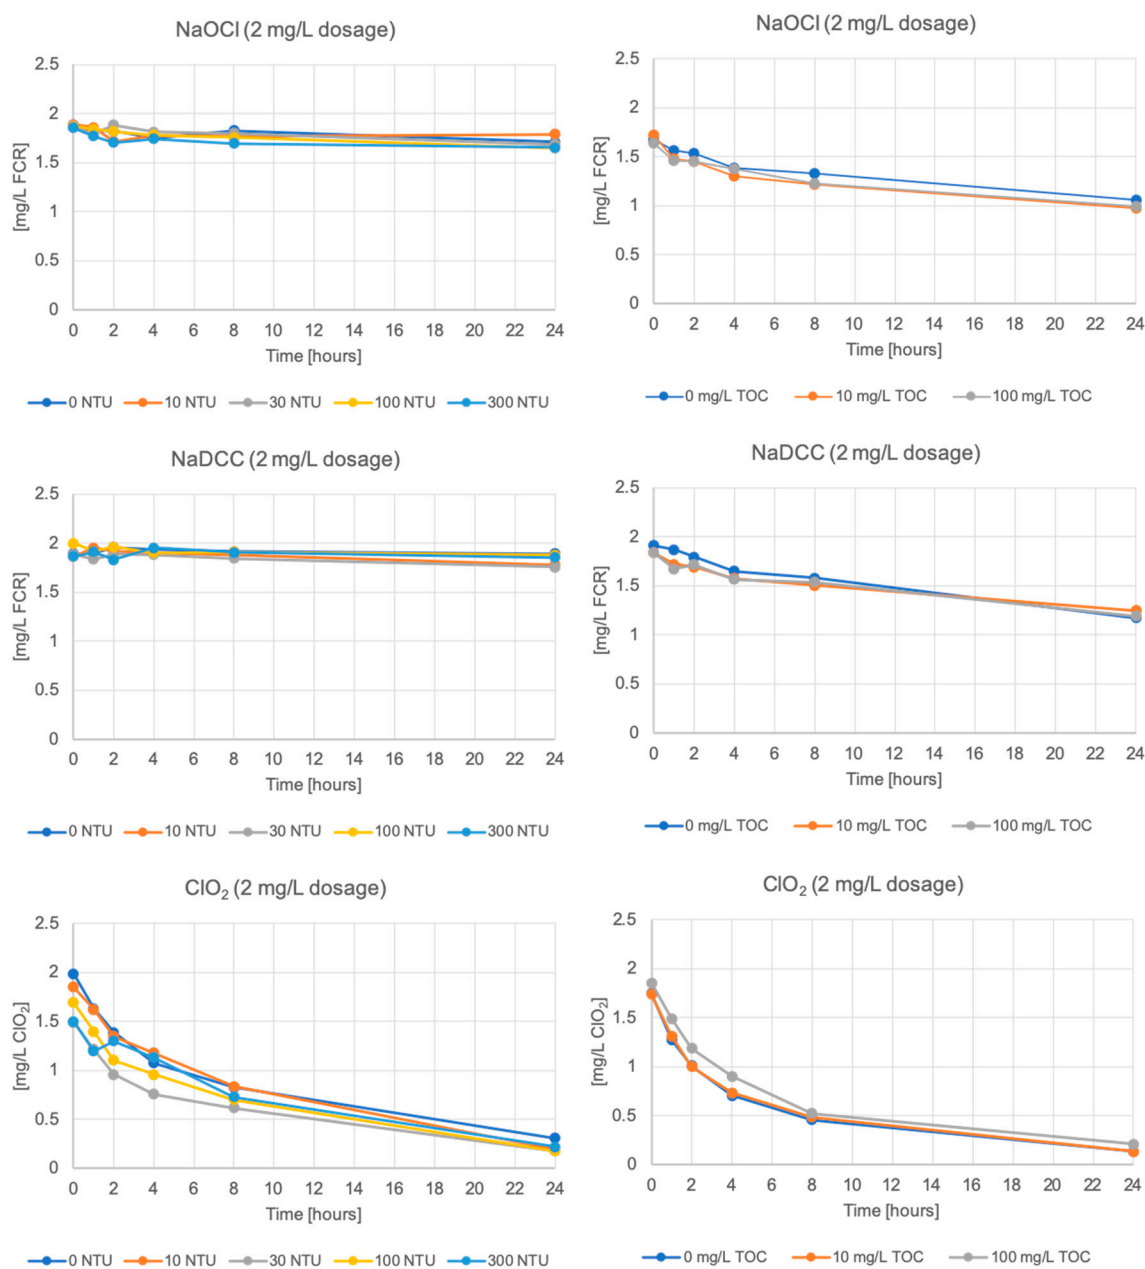 NaOCl (2 mg/L dosage)
2.5
2
1.5
1
0.5
0
[mg/L FCR]
0 2 4 6 8 10 12 14 16 18 20 22 24
Time [hours]
0 NTU 10 NTU 30 NTU 100 NTU 300 NTU
NaOCl (2 mg/L dosage)
2.5
2
1.5
1
0.5
0
[mg/L FCR]
0 2 4 6 8 10 12 14 16 18 20 22 24
Time [hours]
0 mg/L TOC 10 mg/L TOC 100 mg/L TOC
NaDCC (2 mg/L dosage)
2.5
2
1.5
1
0.5
0
[mg/L FCR]
0 2 4 6 8 10 12 14 16 18 20 22 24
Time [hours]
0 NTU 10 NTU 30 NTU 100 NTU 300 NTU
NaDCC (2 mg/L dosage)
2.5
2
1.5
1
0.5
0
[mg/L FCR]
0 2 4 6 8 10 12 14 16 18 20 22 24
Time [hours]
0 mg/L TOC 10 mg/L TOC 100 mg/L TOC
ClO₂ (2 mg/L dosage)
2.5
2
1.5
1
0.5
0
[mg/L ClO₂]
0 2 4 6 8 10 12 14 16 18 20 22 24
Time [hours]
0 NTU 10 NTU 30 NTU 100 NTU 300 NTU
ClO₂ (2 mg/L dosage)
2.5
2
1.5
1
0.5
0
[mg/L ClO₂]
0 2 4 6 8 10 12 14 16 18 20 22 24
Time [hours]
0 mg/L TOC 10 mg/L TOC 100 mg/L TOC